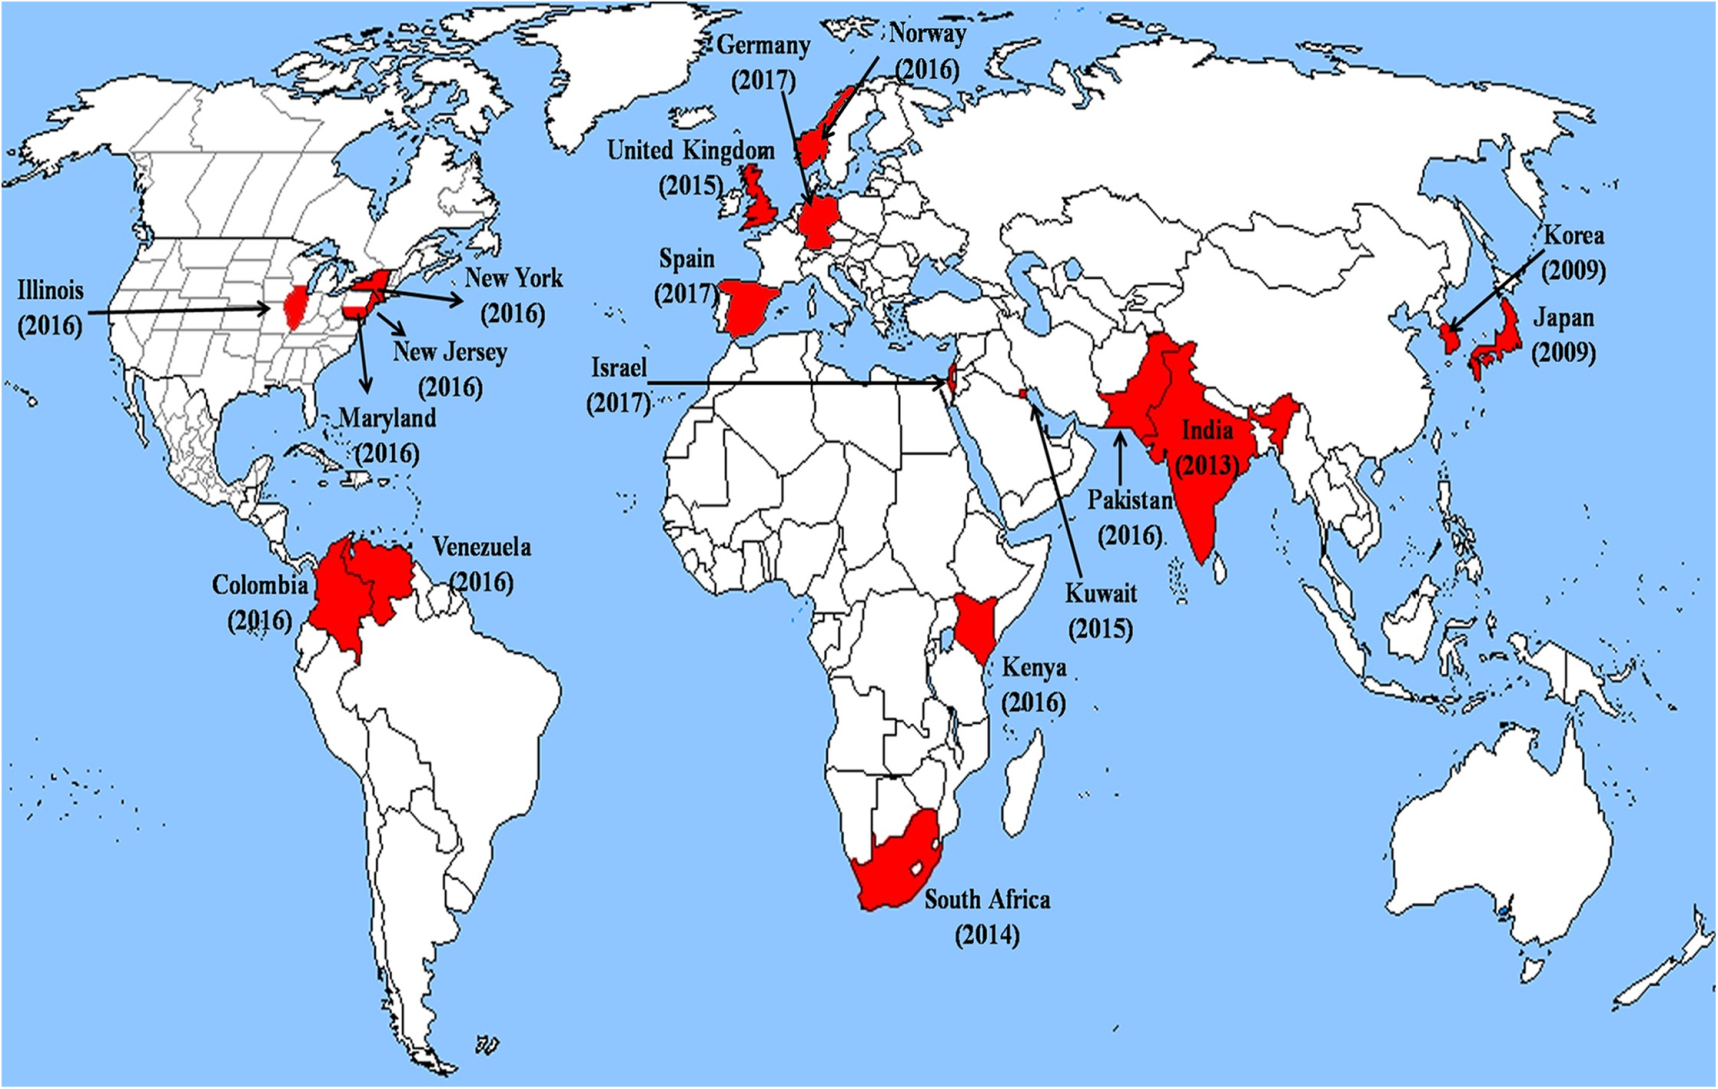 Germany
(2017)
Norway
(2016)
United Kingdom
(2015)
Korea
(2009)
Spain
(2017)
New York
(2016)
Illinois
(2016)
Japan
(2009)
New Jersey
(2016)
Israel
(2017)
Maryland
(2016)
India
(2013)
Pakistan
(2016)
Venezuela
(2016)
Colombia
(2016)
Kuwait
(2015)
Kenya
(2016)
South Africa
(2014)